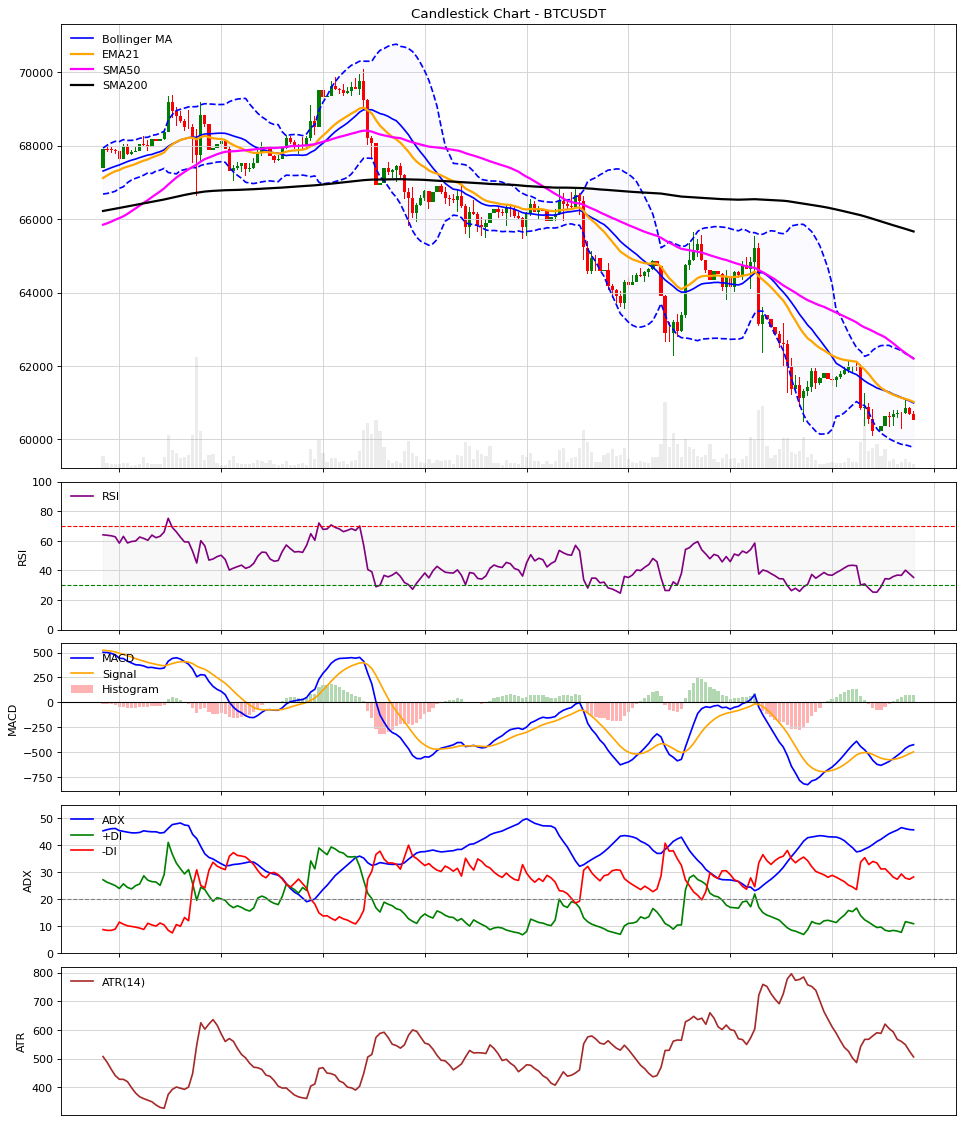 Candlestick Chart - BTCUSDT
Bollinger MA
EMA21
SMA50
SMA200
70000
68000
66000
64000
62000
60000
RSI
100
80
60
40
20
0
RSI
MACD
Signal
Histogram
500
250
0
−250
−500
−750
MACD
ADX
+DI
-DI
50
40
30
20
10
0
ADX
ATR(14)
800
700
600
500
400
ATR